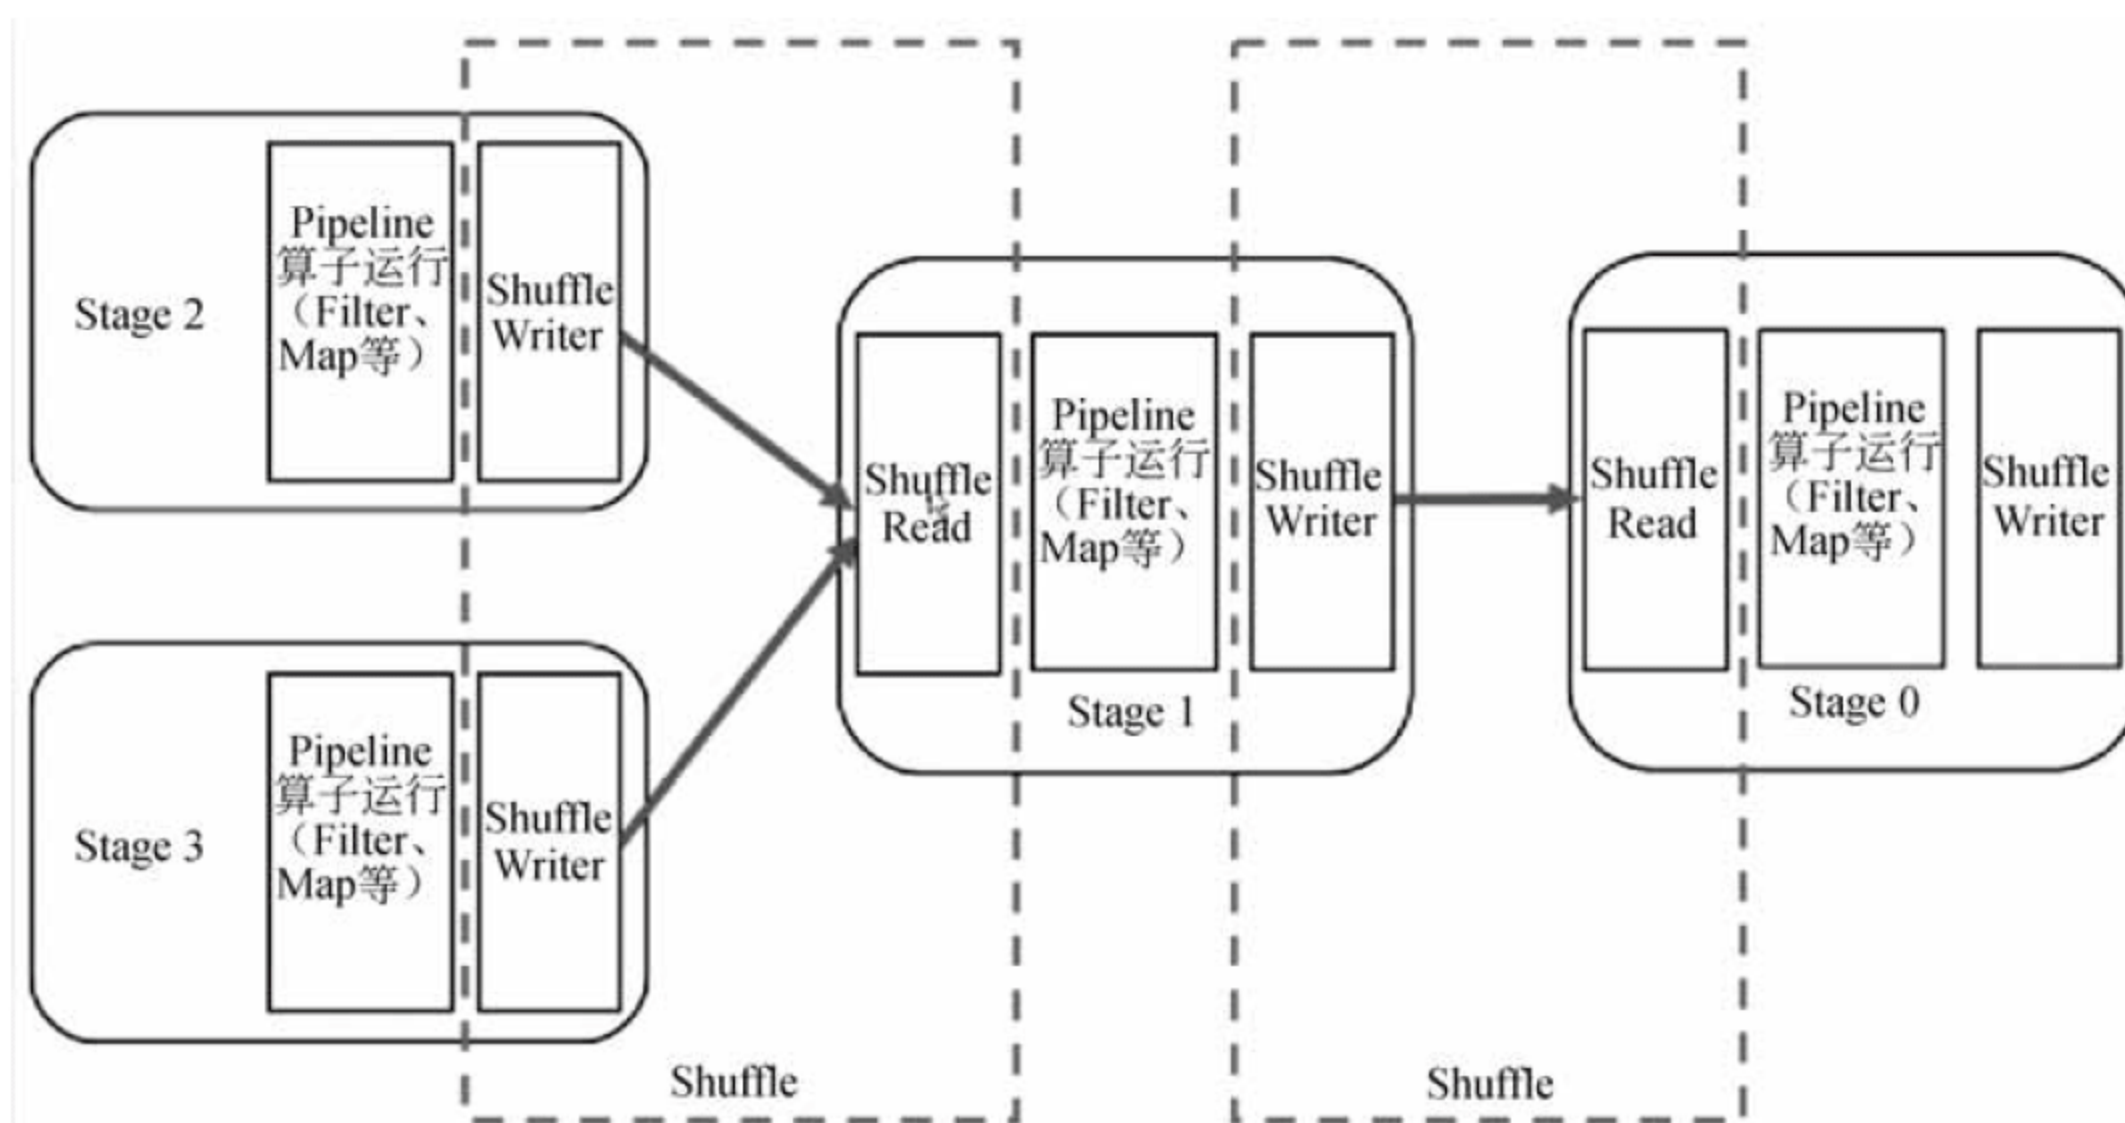 Stage 2
Pipeline
算子运行
（Filter、
Map等）
Shuffle
Writer
Stage 3
Pipeline
算子运行
（Filter、
Map等）
Shuffle
Writer
Shuffle
Shuffle
Read
Pipeline
算子运行
（Filter、
Map等）
Shuffle
Writer
Stage 1
Shuffle
Shuffle
Read
Pipeline
算子运行
（Filter、
Map等）
Shuffle
Writer
Stage 0